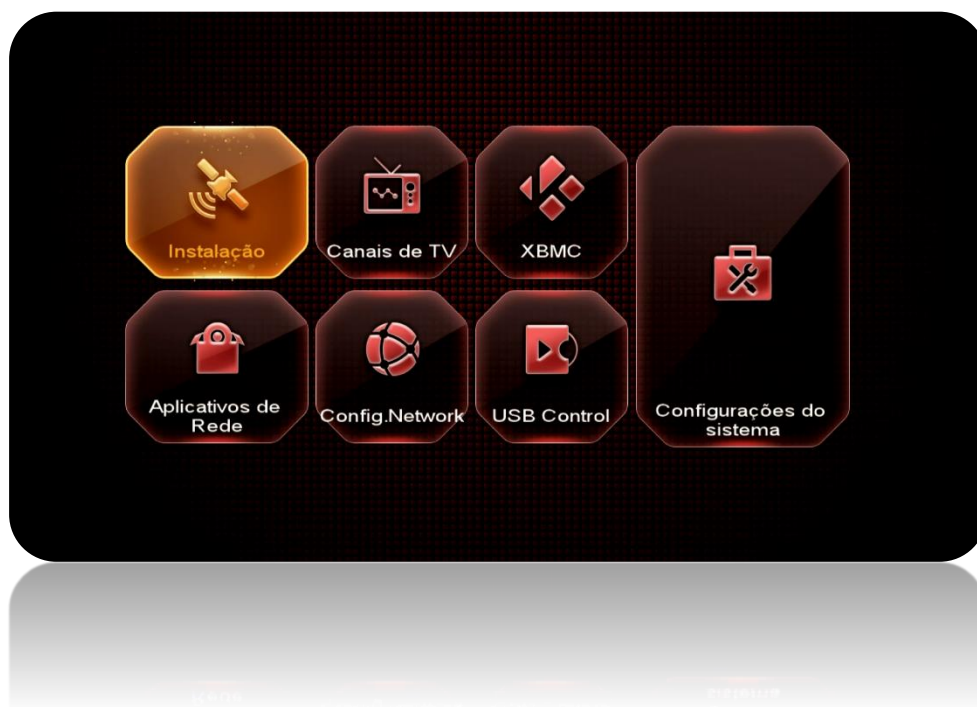 Instalação
Canais de TV
XBMC
Aplicativos de
Rede
Config.Network
USB Control
Configurações do
sistema